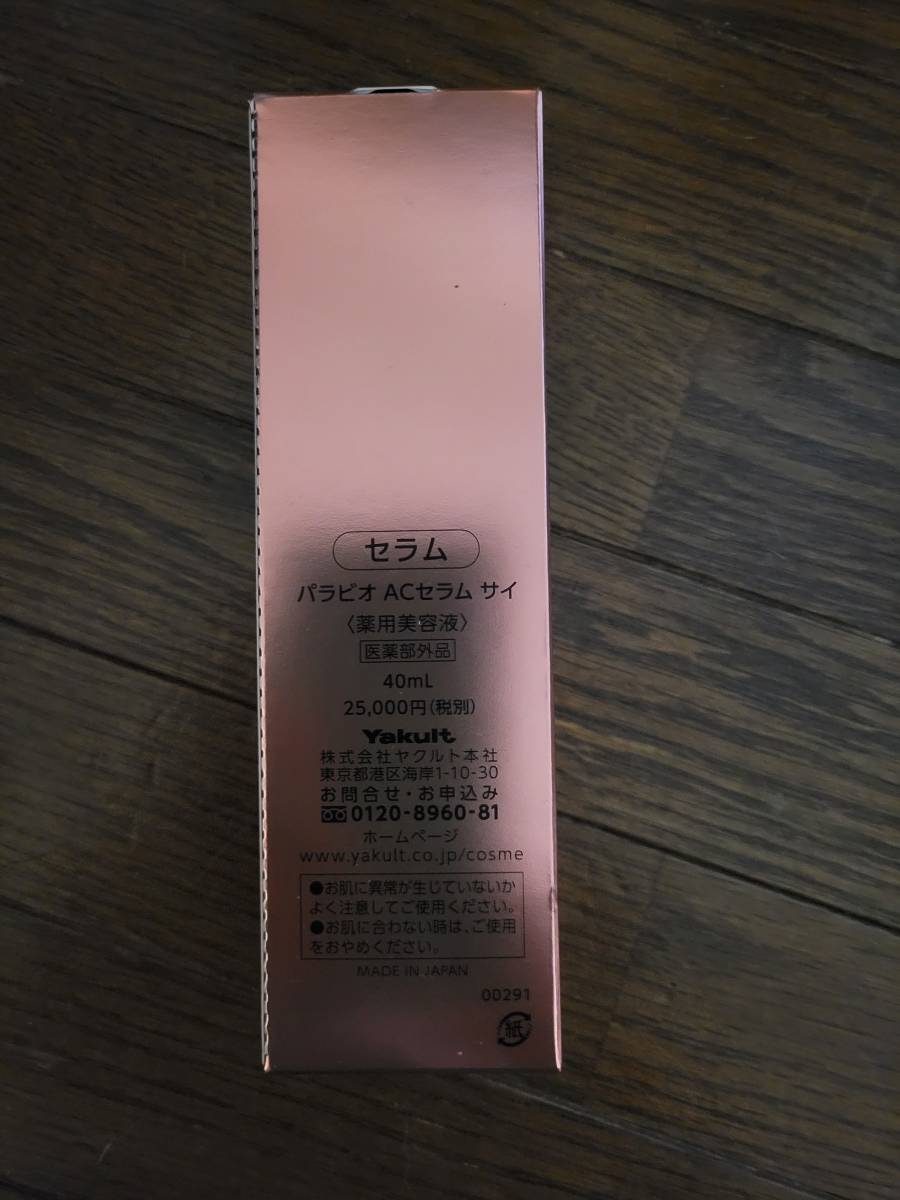 セラム
パラビオ ACセラム サイ
〈薬用美容液〉
医薬部外品
40mL
25,000円(税別)
Yakult
株式会社ヤクルト本社
東京都港区海岸1-10-30
お問合せ・お申込み
0120-8960-81
ホームページ
www.yakult.co.jp/cosme
●お肌に異常が生じていないか
よく注意してご使用ください。
●お肌に合わない時は、ご使用
をおやめください。
MADE IN JAPAN
00291
紙